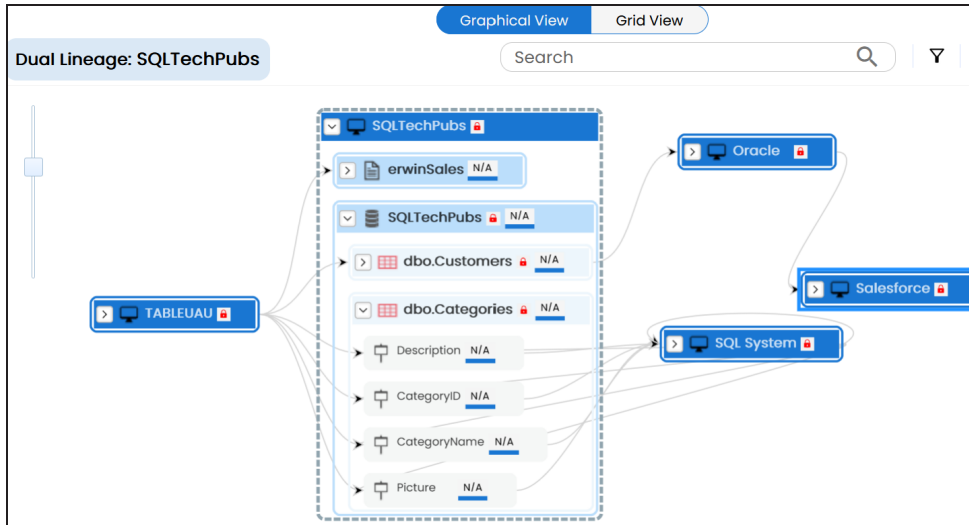 Graphical View
Grid View
Dual Lineage: SQLTechPubs
Search
SQLTechPubs
erwinSales N/A
SQLTechPubs N/A
dbo.Customers N/A
dbo.Categories N/A
Description N/A
CategoryID N/A
CategoryName N/A
Picture N/A
TABLEUAU
Oracle
Salesforce
SQL System